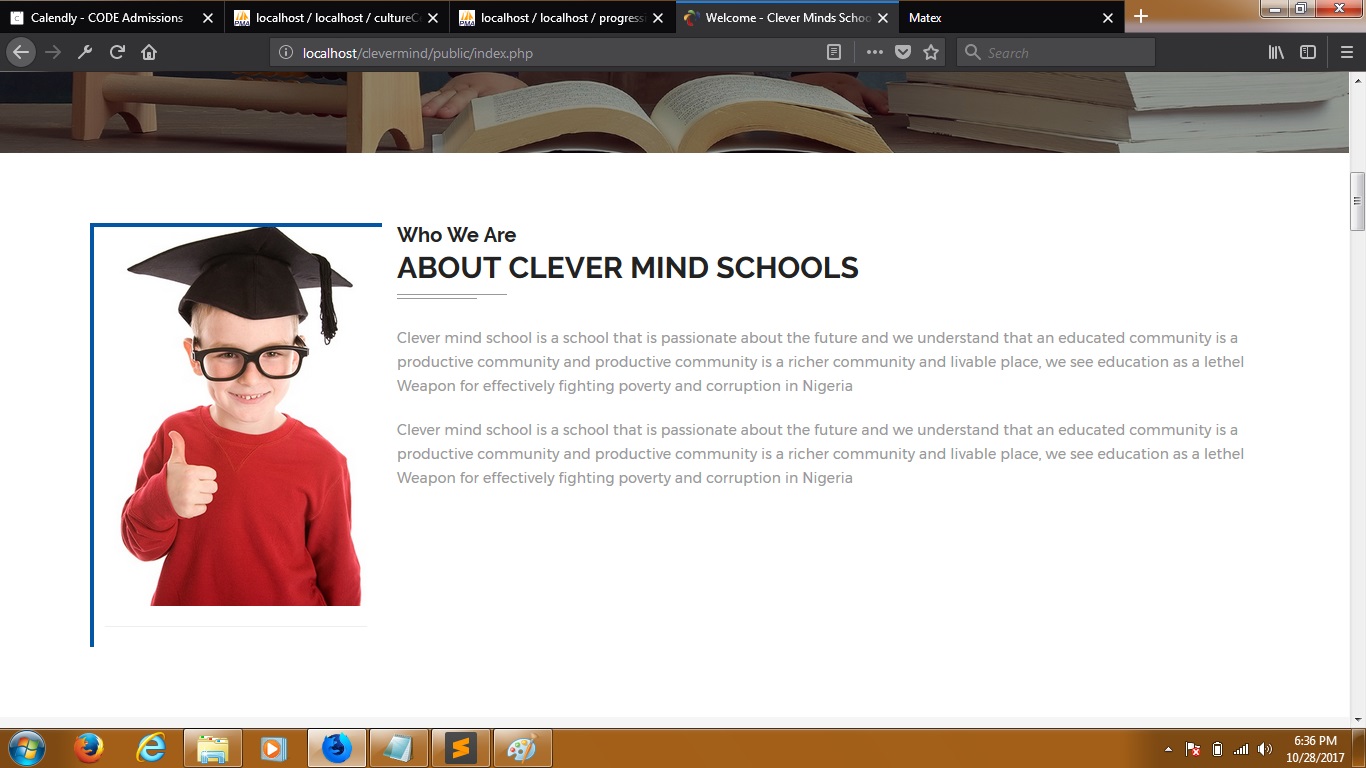 Calendly - CODE Admissions
localhost / localhost / cultureC
localhost / localhost / progress
Welcome - Clever Minds Schoo
Matex
localhost/clevermind/public/index.php
Search
Who We Are
ABOUT CLEVER MIND SCHOOLS
Clever mind school is a school that is passionate about the future and we understand that an educated community is a
productive community and productive community is a richer community and livable place, we see education as a lethel
Weapon for effectively fighting poverty and corruption in Nigeria
Clever mind school is a school that is passionate about the future and we understand that an educated community is a
productive community and productive community is a richer community and livable place, we see education as a lethel
Weapon for effectively fighting poverty and corruption in Nigeria
6:36 PM
10/28/2017